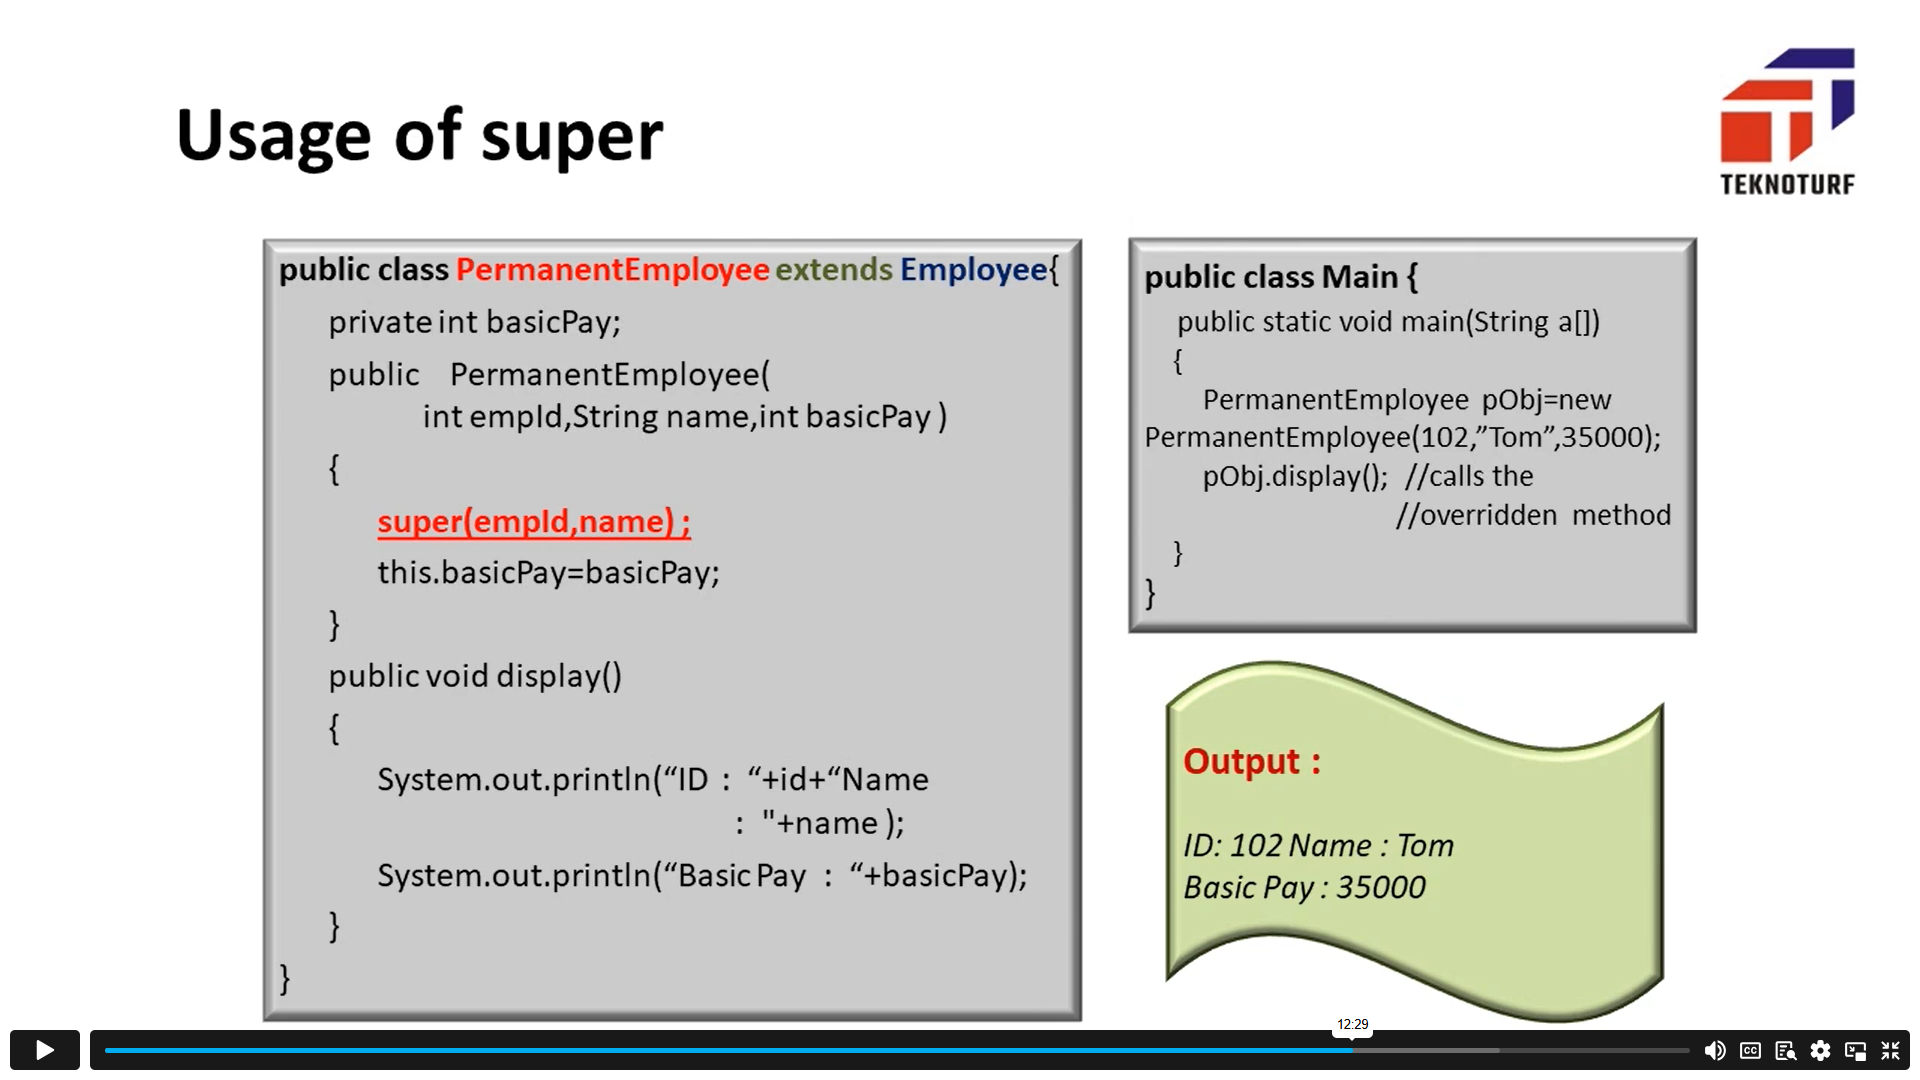 Usage of super
TEKNOTURF
public class PermanentEmployee extends Employee{
private int basicPay;
public PermanentEmployee(
int empId,String name,int basicPay )
{
super(empId,name) ;
this.basicPay=basicPay;
}
public void display()
{
System.out.println(“ID : “+id+“Name
: "+name );
System.out.println(“Basic Pay : “+basicPay);
}
}
public class Main {
public static void main(String a[])
{
PermanentEmployee pObj=new
PermanentEmployee(102,”Tom”,35000);
pObj.display(); //calls the
//overridden method
}
}
Output :
ID: 102 Name : Tom
Basic Pay : 35000
12:29
CC